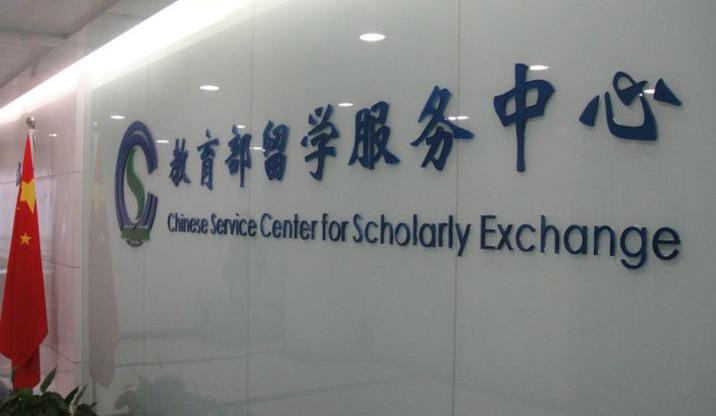 教育部留学服务中心
Chinese Service Center for Scholarly Exchange